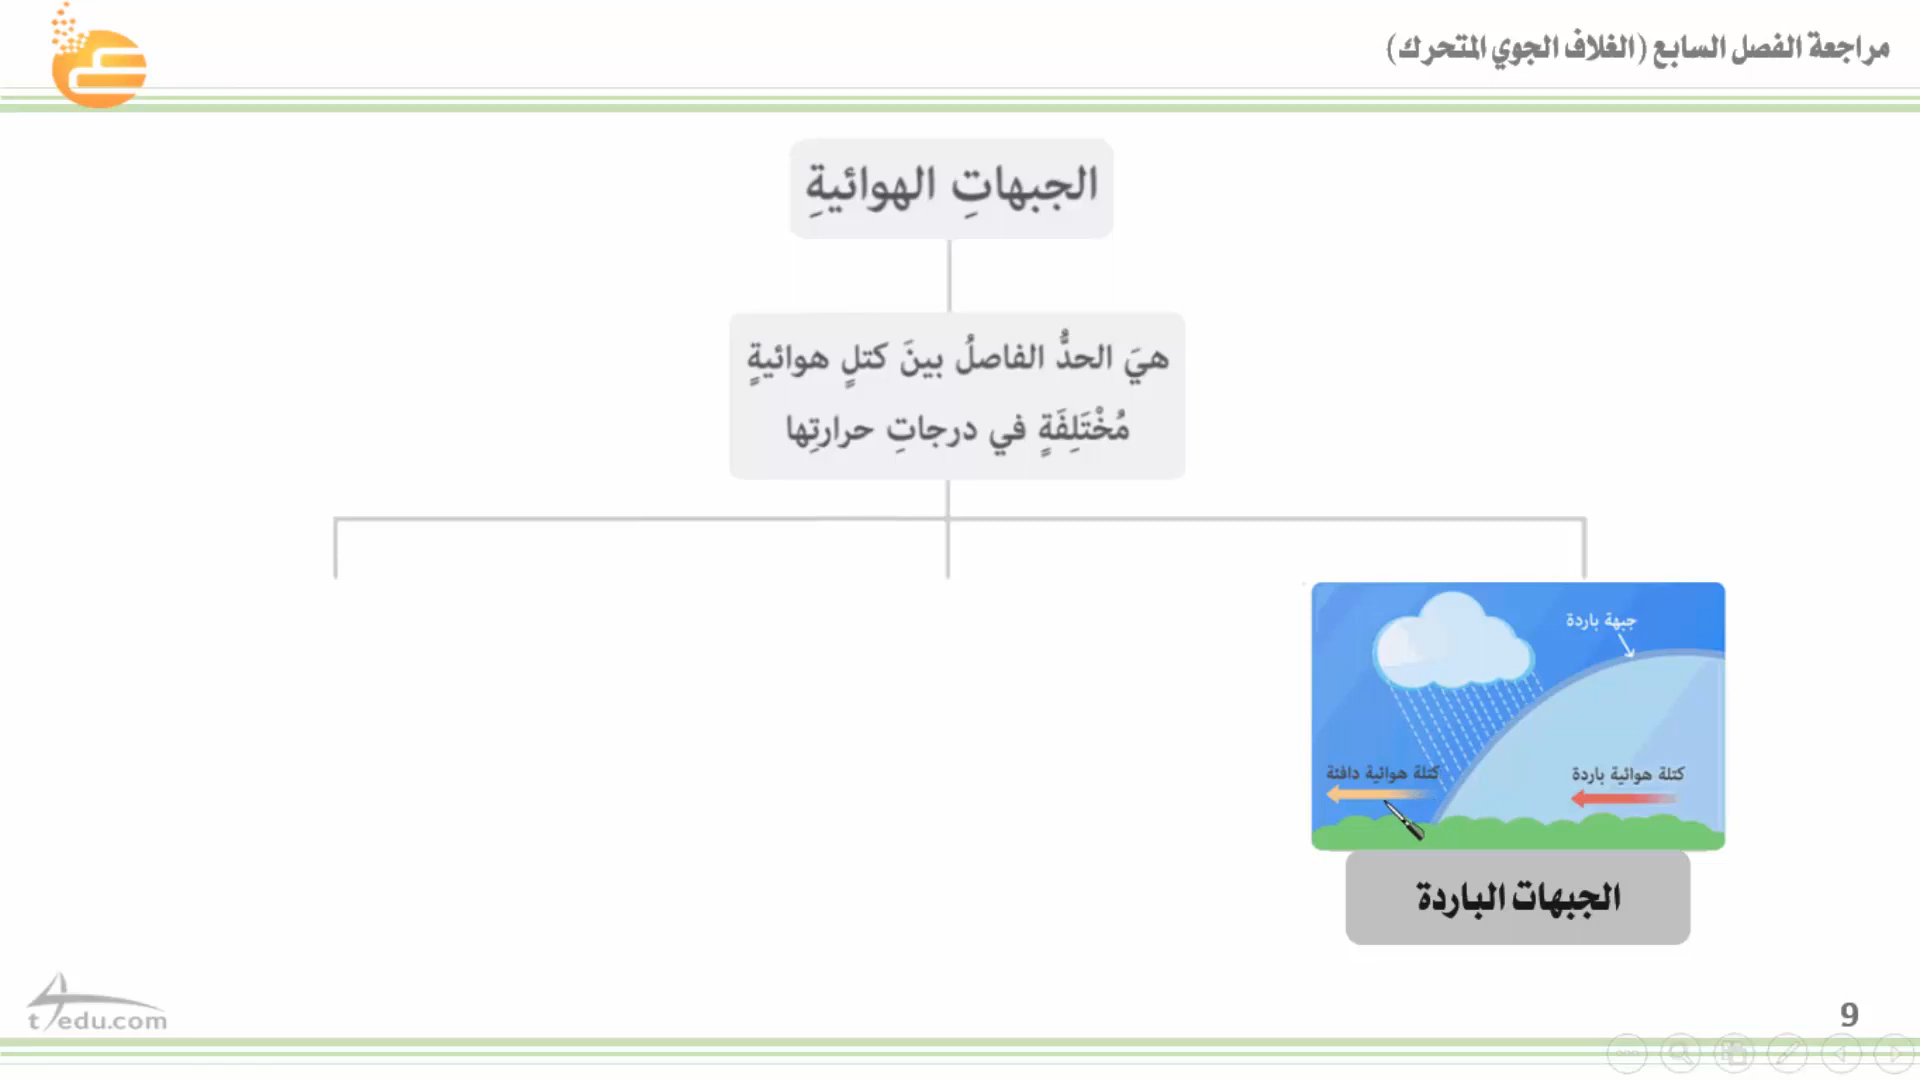 مراجعة الفصل السابع (الغلاف الجوي المتحرك)
الجبهاتِ الهوائيةِ
هيَ الحدُّ الفاصلُ بينَ كتلٍ هوائيةٍ
مُخْتَلِفَةٍ في درجاتِ حرارتِها
جبهة باردة
كتلة هوائية باردة
كتلة هوائية دافئة
الجبهات الباردة
t4edu.com
9